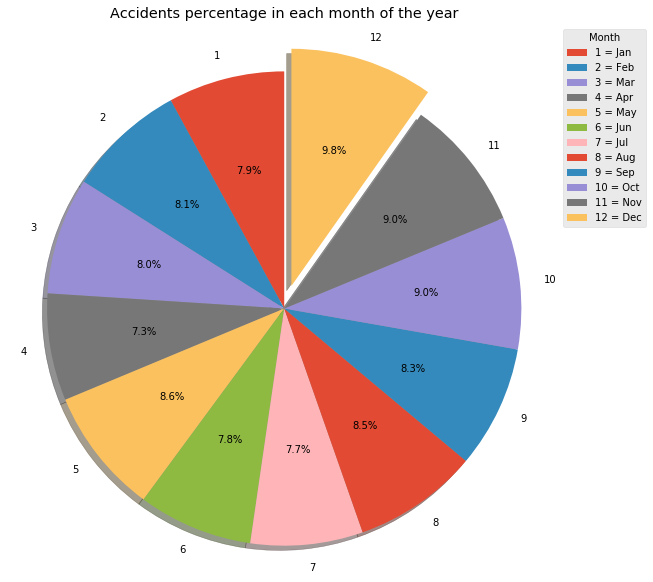 Accidents percentage in each month of the year
Month
1 = Jan
2 = Feb
3 = Mar
4 = Apr
5 = May
6 = Jun
7 = Jul
8 = Aug
9 = Sep
10 = Oct
11 = Nov
12 = Dec
1
7.9%
2
8.1%
3
8.0%
4
7.3%
5
8.6%
6
7.8%
7
7.7%
8
8.5%
9
8.3%
10
9.0%
11
9.0%
12
9.8%